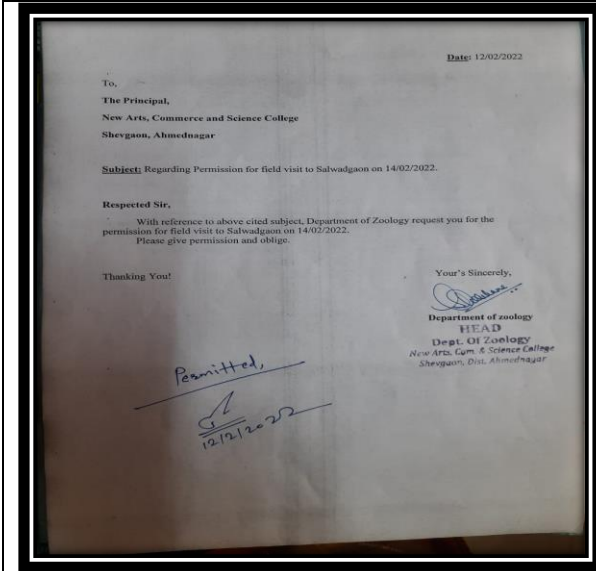 Date: 12/02/2022
To,
The Principal,
New Arts, Commerce and Science College
Shevgaon, Ahmednagar
Subject: Regarding Permission for field visit to Salwadgaon on 14/02/2022.
Respected Sir,
With reference to above cited subject, Department of Zoology request you for the
permission for field visit to Salwadgaon on 14/02/2022.
Please give permission and oblige.
Thanking You!
Your's Sincerely,
Department of zoology
HEAD
Dept. Of Zoology
New Arts, Com. & Science College
Shevgaon, Dist. Ahmednagar
Permitted,
12/2/2022